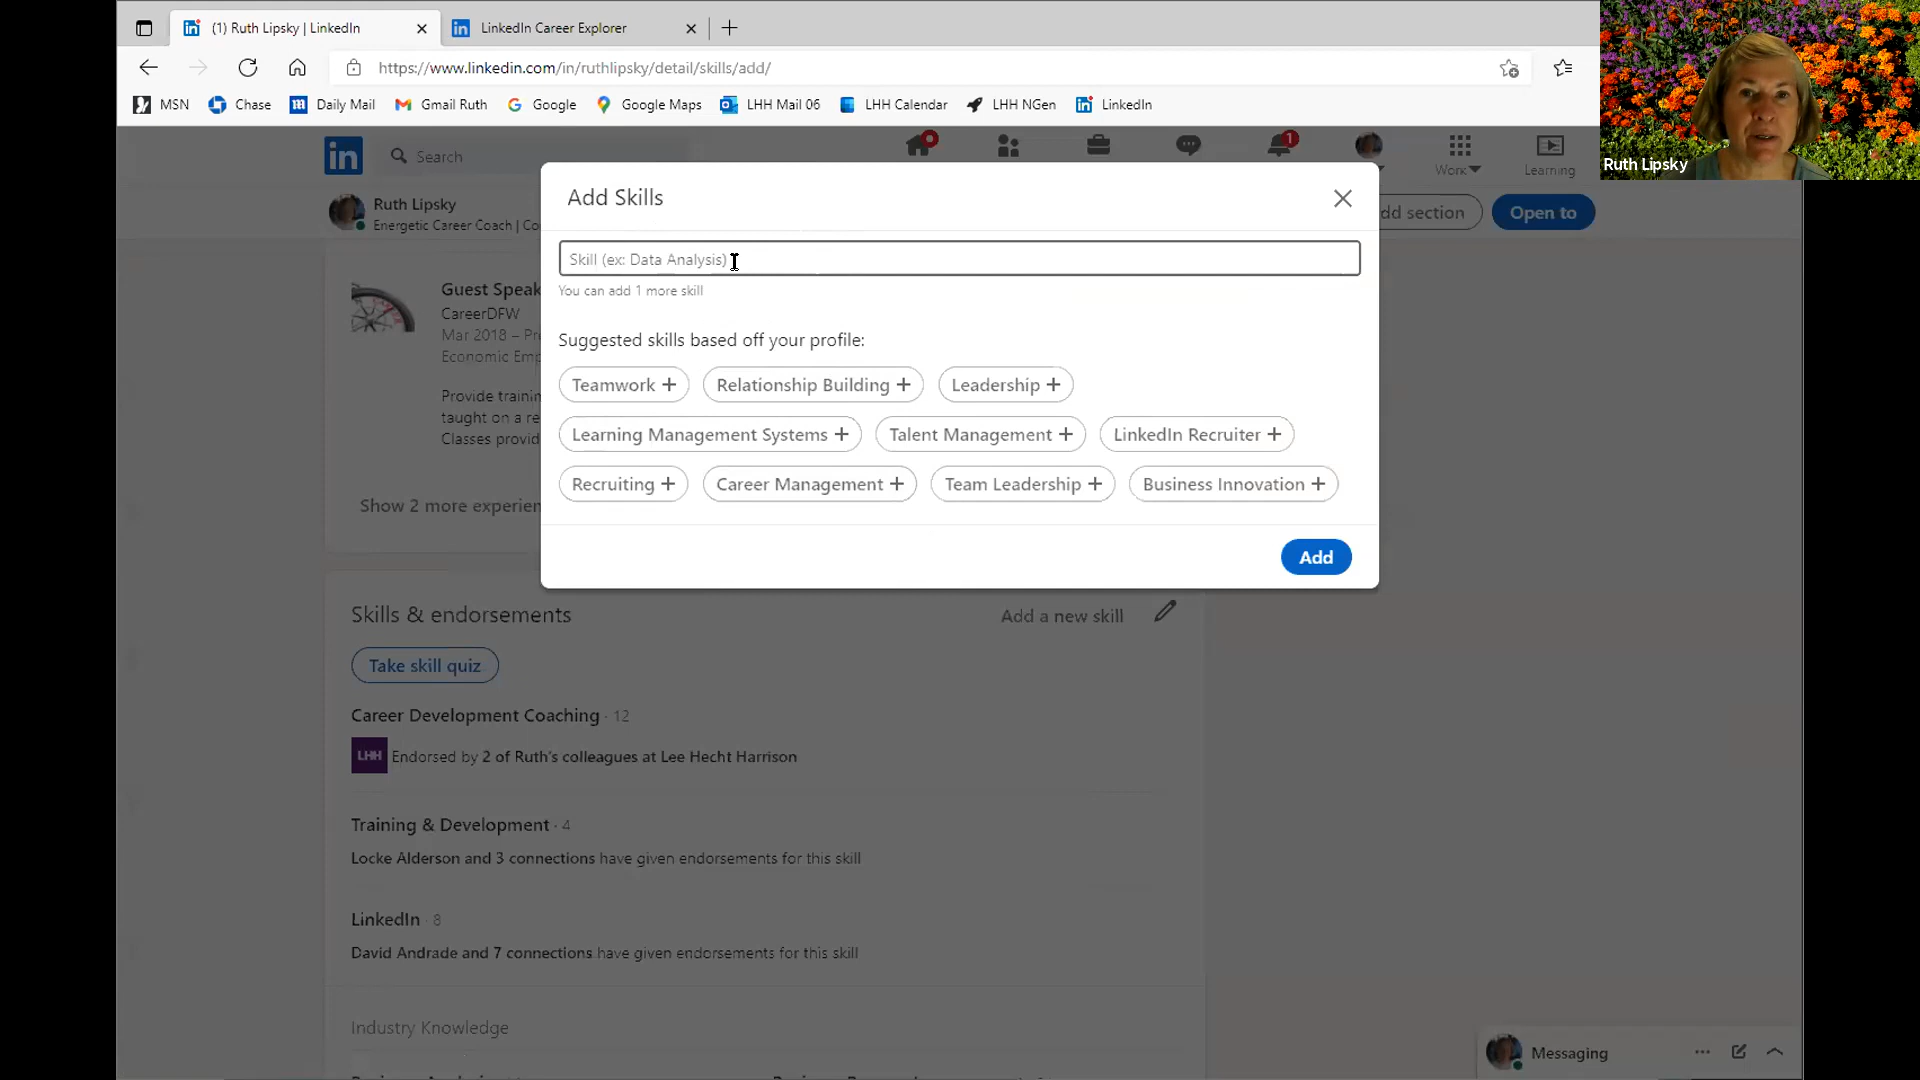 (1) Ruth Lipsky | LinkedIn
LinkedIn Career Explorer
https://www.linkedin.com/in/ruthlipsky/detail/skills/add/
MSN
Chase
Daily Mail
Gmail Ruth
Google
Google Maps
LHH Mail 06
LHH Calendar
LHH NGen
LinkedIn
Ruth Lipsky
in
Search
1
Work
Learning
Ruth Lipsky
Energetic Career Coach |
dd section
Open to
Add Skills
Skill (ex: Data Analysis)
You can add 1 more skill
Suggested skills based off your profile:
Teamwork +
Relationship Building +
Leadership +
Learning Management Systems +
Talent Management +
LinkedIn Recruiter +
Recruiting +
Career Management +
Team Leadership +
Business Innovation +
Add
Guest Speak
CareerDFW
Mar 2018 –
Economic
Provide
taught on a
Classes
Show 2 more
Skills & endorsements
Add a new skill
Take skill quiz
Career Development Coaching · 12
LHH
Endorsed by 2 of Ruth's colleagues at Lee Hecht Harrison
Training & Development · 4
Locke Alderson and 3 connections have given endorsements for this skill
LinkedIn · 8
David Andrade and 7 connections have given endorsements for this skill
Industry Knowledge
Messaging